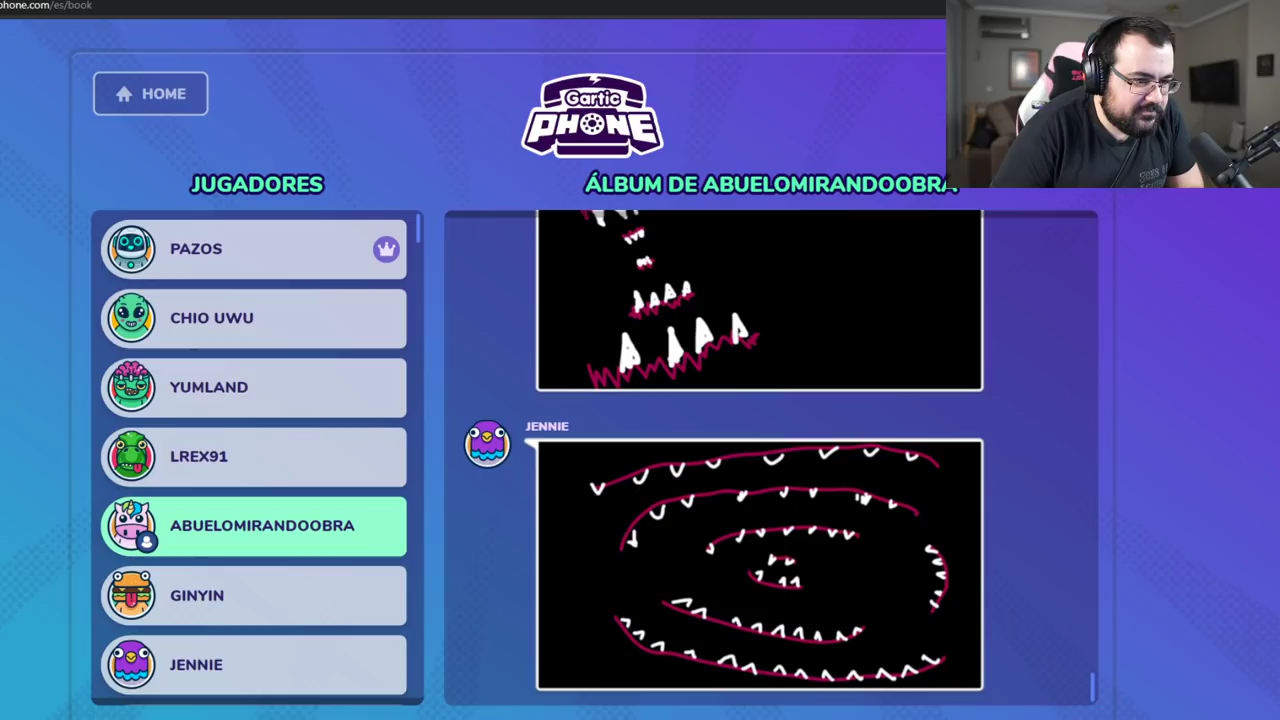 phone.com/es/book
HOME
Gartic
PHONE
JUGADORES
ÁLBUM DE ABUELOMIRANDOOBRA
PAZOS
CHIO UWU
YUMLAND
LREX91
ABUELOMIRANDOOBRA
GINYIN
JENNIE
JENNIE